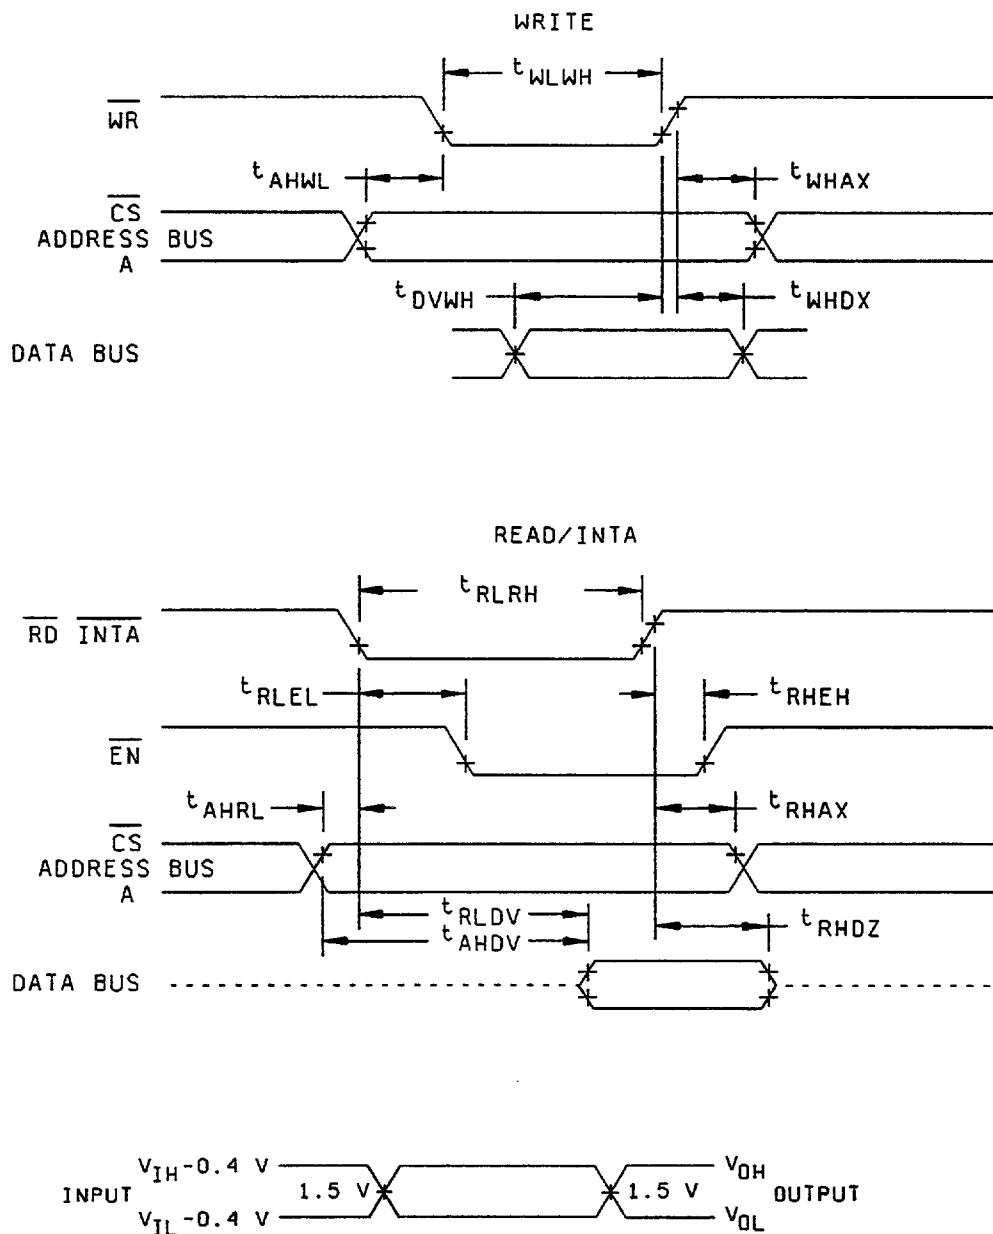 WRITE
tWLWH
WR
tAHWL
tWHAX
CS
ADDRESS BUS
A
tDVWH
tWHDX
DATA BUS
READ/INTA
tRLRH
RD INTA
tRLEL
tRHEH
EN
tAHRL
tRHAX
CS
ADDRESS BUS
A
tRLDV
tRHDZ
tAHDV
DATA BUS
VIH-0.4 V
VOH
INPUT
1.5 V
1.5 V
OUTPUT
VIL-0.4 V
VOL